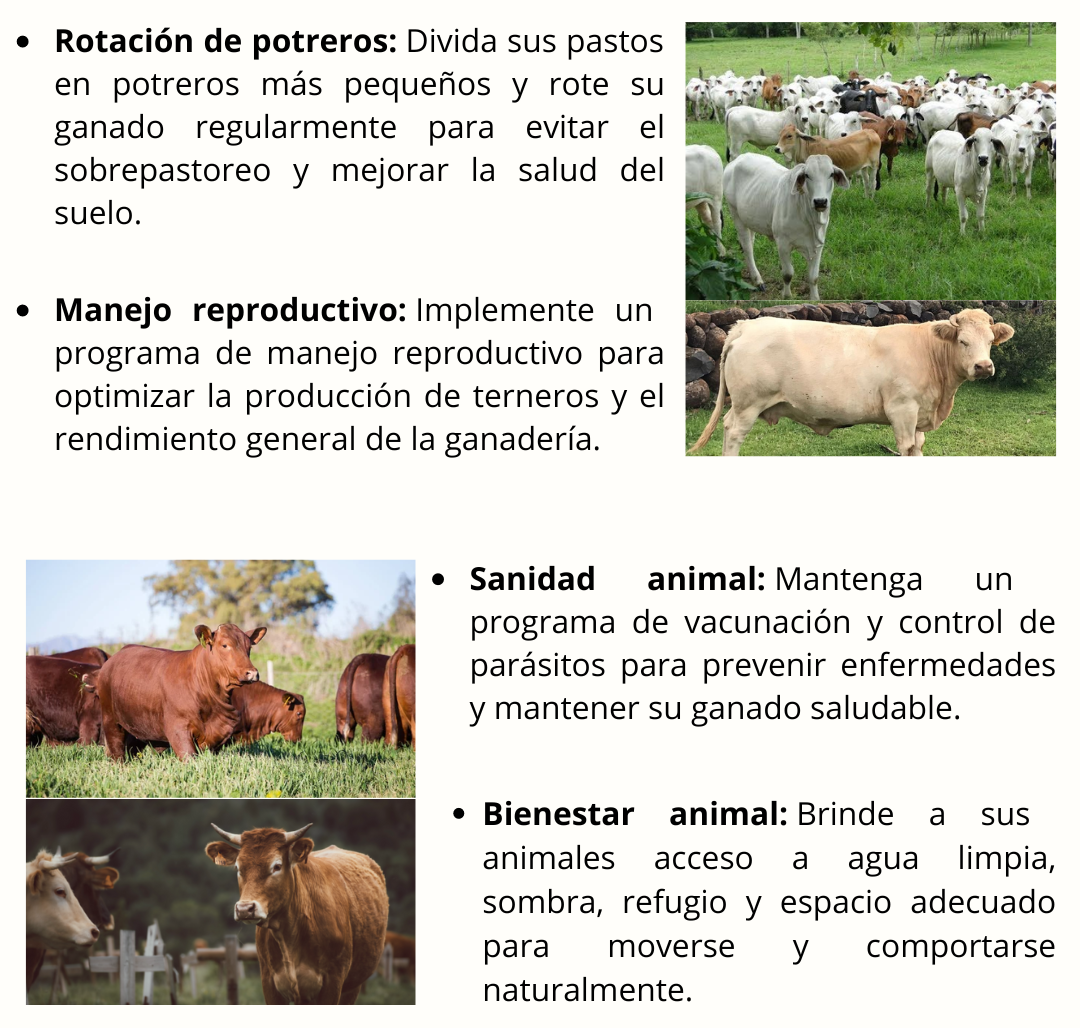 • Rotación de potreros: Divida sus pastos
en potreros más pequeños y rote su
ganado regularmente para evitar el
sobrepastoreo y mejorar la salud del
suelo.
• Manejo reproductivo: Implemente un
programa de manejo reproductivo para
optimizar la producción de terneros y el
rendimiento general de la ganadería.
• Sanidad animal: Mantenga un
programa de vacunación y control de
parásitos para prevenir enfermedades
y mantener su ganado saludable.
• Bienestar animal: Brinde a sus
animales acceso a agua limpia,
sombra, refugio y espacio adecuado
para moverse y comportarse
naturalmente.